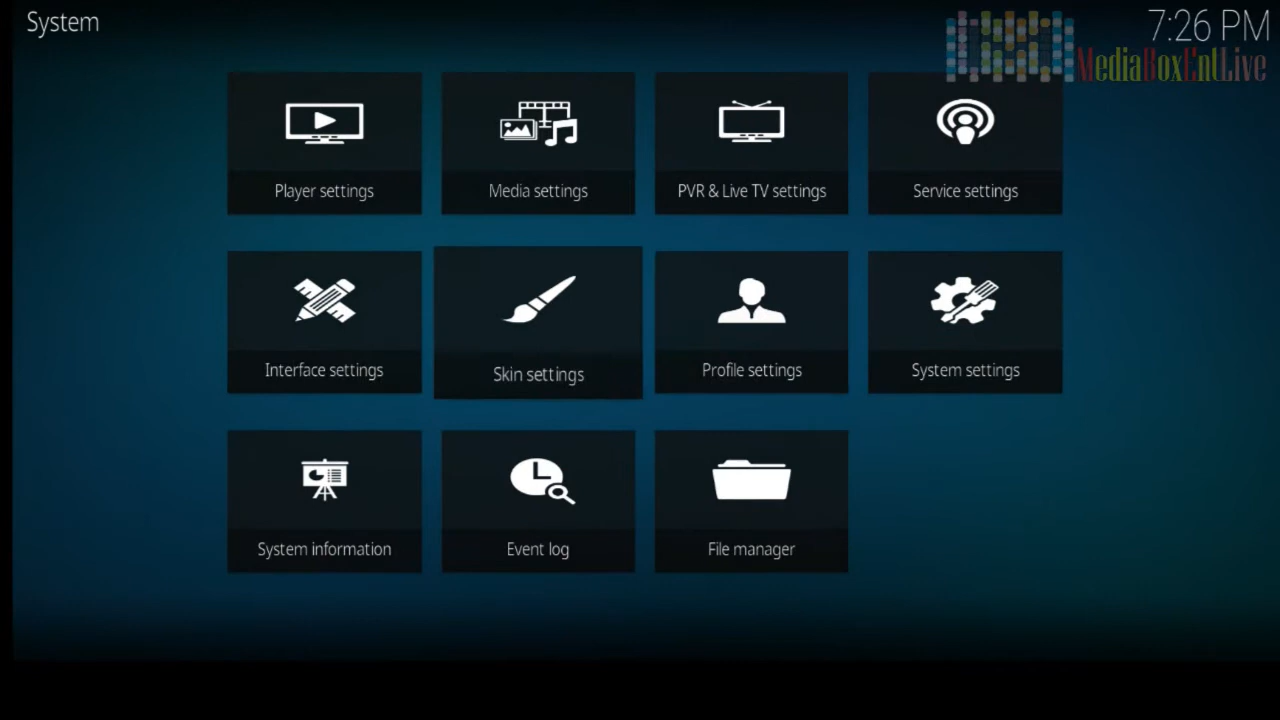 System
7:26 PM
MediaBoxEntLive
Player settings
Media settings
PVR & Live TV settings
Service settings
Interface settings
Skin settings
Profile settings
System settings
System information
Event log
File manager